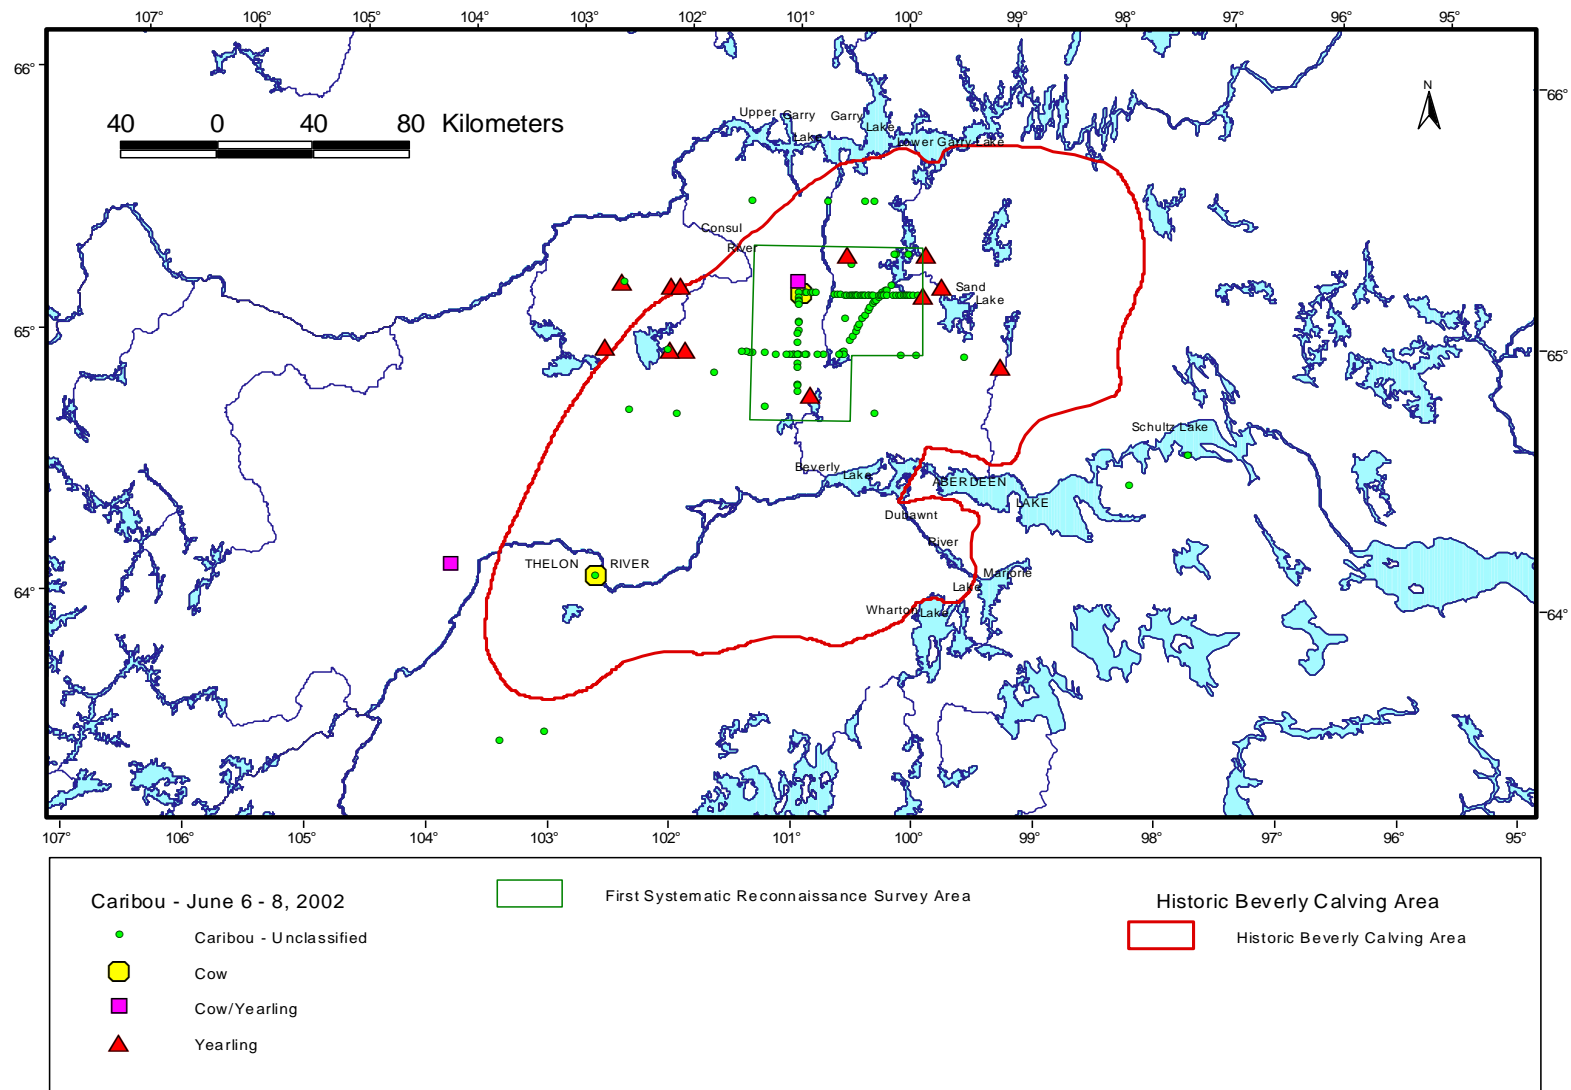 107° 106° 105° 104° 103° 102° 101° 100° 99° 98° 97° 96° 95°
66°
66°
N
40 0 40 80 Kilometers
Upper Garry
Lake
Garry
Lake
Lower Garry Lake
Consul
River
Sand
Lake
65°
65°
Schultz Lake
Beverly
Lake
ABERDEEN
LAKE
Dubawnt
River
THELON RIVER
Marjorie
Lake
Wharton
Lake
64°
64°
107° 106° 105° 104° 103° 102° 101° 100° 99° 98° 97° 96° 95°
Caribou - June 6 - 8, 2002
Caribou - Unclassified
Cow
Cow/Yearling
Yearling
First Systematic Reconnaissance Survey Area
Historic Beverly Calving Area
Historic Beverly Calving Area